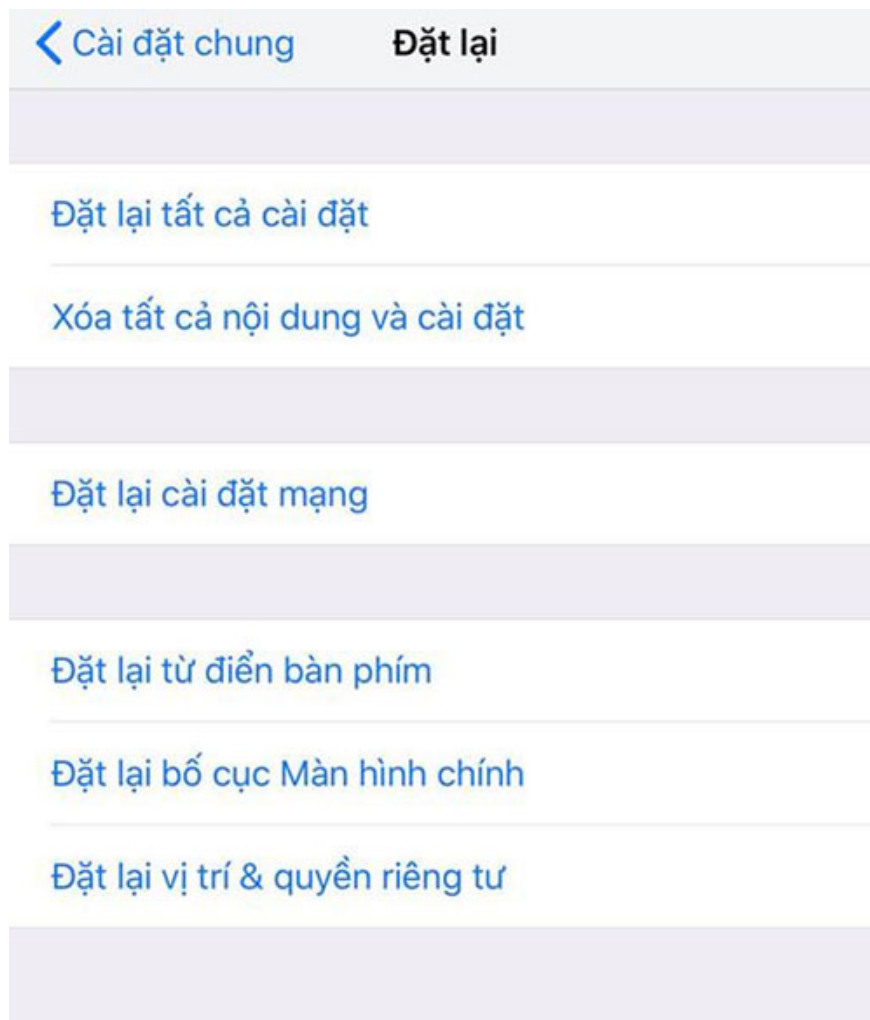 Cài đặt chung Đặt lại
Đặt lại tất cả cài đặt
Xóa tất cả nội dung và cài đặt
Đặt lại cài đặt mạng
Đặt lại từ điển bàn phím
Đặt lại bố cục Màn hình chính
Đặt lại vị trí & quyền riêng tư